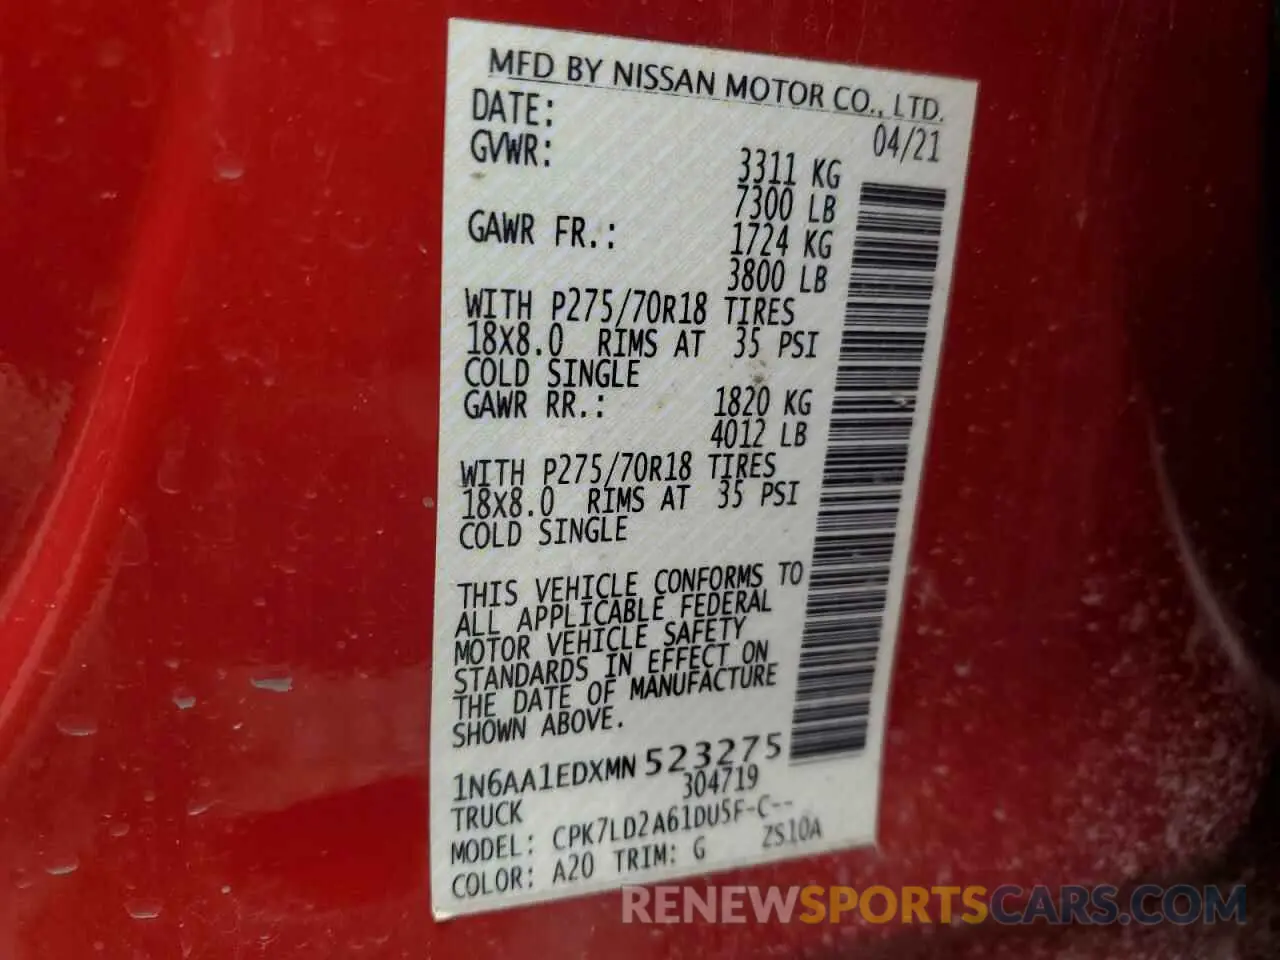 MFD BY NISSAN MOTOR CO., LTD.
DATE: 04/21
GVWR: 3311 KG
7300 LB
GAWR FR.: 1724 KG
3800 LB
WITH P275/70R18 TIRES
18X8.0 RIMS AT 35 PSI
COLD SINGLE
GAWR RR.: 1820 KG
4012 LB
WITH P275/70R18 TIRES
18X8.0 RIMS AT 35 PSI
COLD SINGLE
THIS VEHICLE CONFORMS TO
ALL APPLICABLE FEDERAL
MOTOR VEHICLE SAFETY
STANDARDS IN EFFECT ON
THE DATE OF MANUFACTURE
SHOWN ABOVE.
1N6AA1EDXMN 523275
TRUCK 304719
MODEL: CPK7LD2A61DU5F-C--
COLOR: A20 TRIM: G ZS10A
RENEWSPORTSCARS.COM